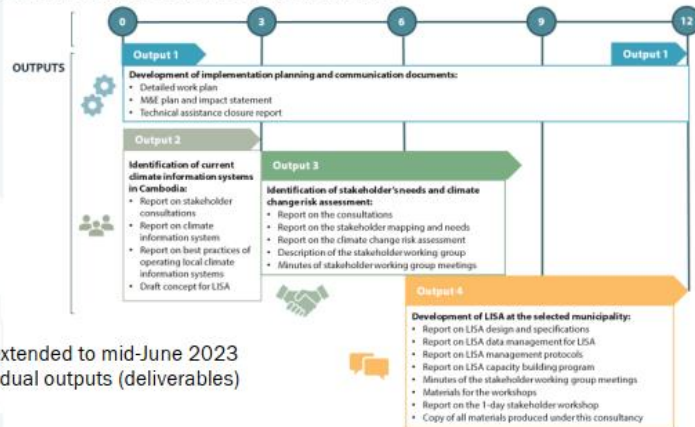 0 3 6 9 12
OUTPUTS
Output 1
Output 1
Development of implementation planning and communication documents:
• Detailed work plan
• M&E plan and impact statement
• Technical assistance closure report
Output 2
Identification of current
climate information systems
in Cambodia:
• Report on stakeholder
consultations
• Report on climate
information system
• Report on best practices of
operating local climate
information systems
• Draft concept for LISA
Output 3
Identification of stakeholder's needs and climate
change risk assessment:
• Report on the consultations
• Report on the stakeholder mapping and needs
• Report on the climate change risk assessment
• Description of the stakeholder working group
• Minutes of stakeholder working group meetings
Output 4
Development of LISA at the selected municipality:
• Report on LISA design and specifications
• Report on LISA data management for LISA
• Report on LISA management protocols
• Report on LISA capacity building program
• Minutes of the stakeholder working group meetings
• Materials for the workshops
• Report on the 1-day stakeholder workshop
• Copy of all materials produced under this consultancy
xtended to mid-June 2023
dual outputs (deliverables)